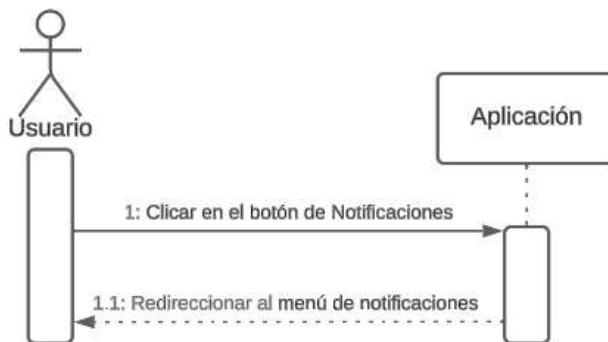 Usuario
Aplicación
1: Clicar en el botón de Notificaciones
1.1: Redireccionar al menú de notificaciones